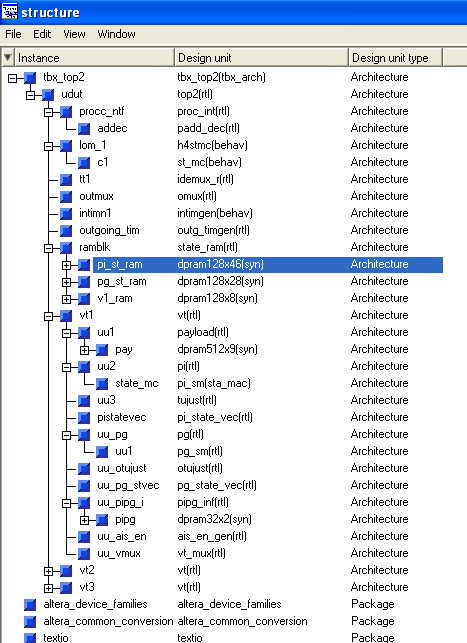 structure
File Edit View Window
Instance Design unit Design unit type
tbx_top2 tbx_top2(tbx_arch) Architecture
udut top2(rtl) Architecture
procc_ntf proc_int(rtl) Architecture
addec padd_dec(rtl) Architecture
lom_1 h4stmc(behav) Architecture
c1 st_mc(behav) Architecture
tt1 idemux_r(rtl) Architecture
outmux omux(rtl) Architecture
intimn1 intimgen(behav) Architecture
outgoing_tim outg_timgen(rtl) Architecture
ramblk state_ram(rtl) Architecture
pi_st_ram dpram128x46(syn) Architecture
pg_st_ram dpram128x28(syn) Architecture
v1_ram dpram128x8(syn) Architecture
vt1 vt(rtl) Architecture
uu1 payload(rtl) Architecture
pay dpram512x9(syn) Architecture
uu2 pi(rtl) Architecture
state_mc pi_sm(sta_mac) Architecture
uu3 tujust(rtl) Architecture
pistatevec pi_state_vec(rtl) Architecture
uu_pg pg(rtl) Architecture
uu1 pg_sm(rtl) Architecture
uu_otujust otujust(rtl) Architecture
uu_pg_stvec pg_state_vec(rtl) Architecture
uu_pipg_i pipg_inf(rtl) Architecture
pipg dpram32x2(syn) Architecture
uu_ais_en ais_en_gen(rtl) Architecture
uu_vmux vt_mux(rtl) Architecture
vt2 vt(rtl) Architecture
vt3 vt(rtl) Architecture
altera_device_families altera_device_families Package
altera_common_conversion altera_common_conversion Package
textio textio Package